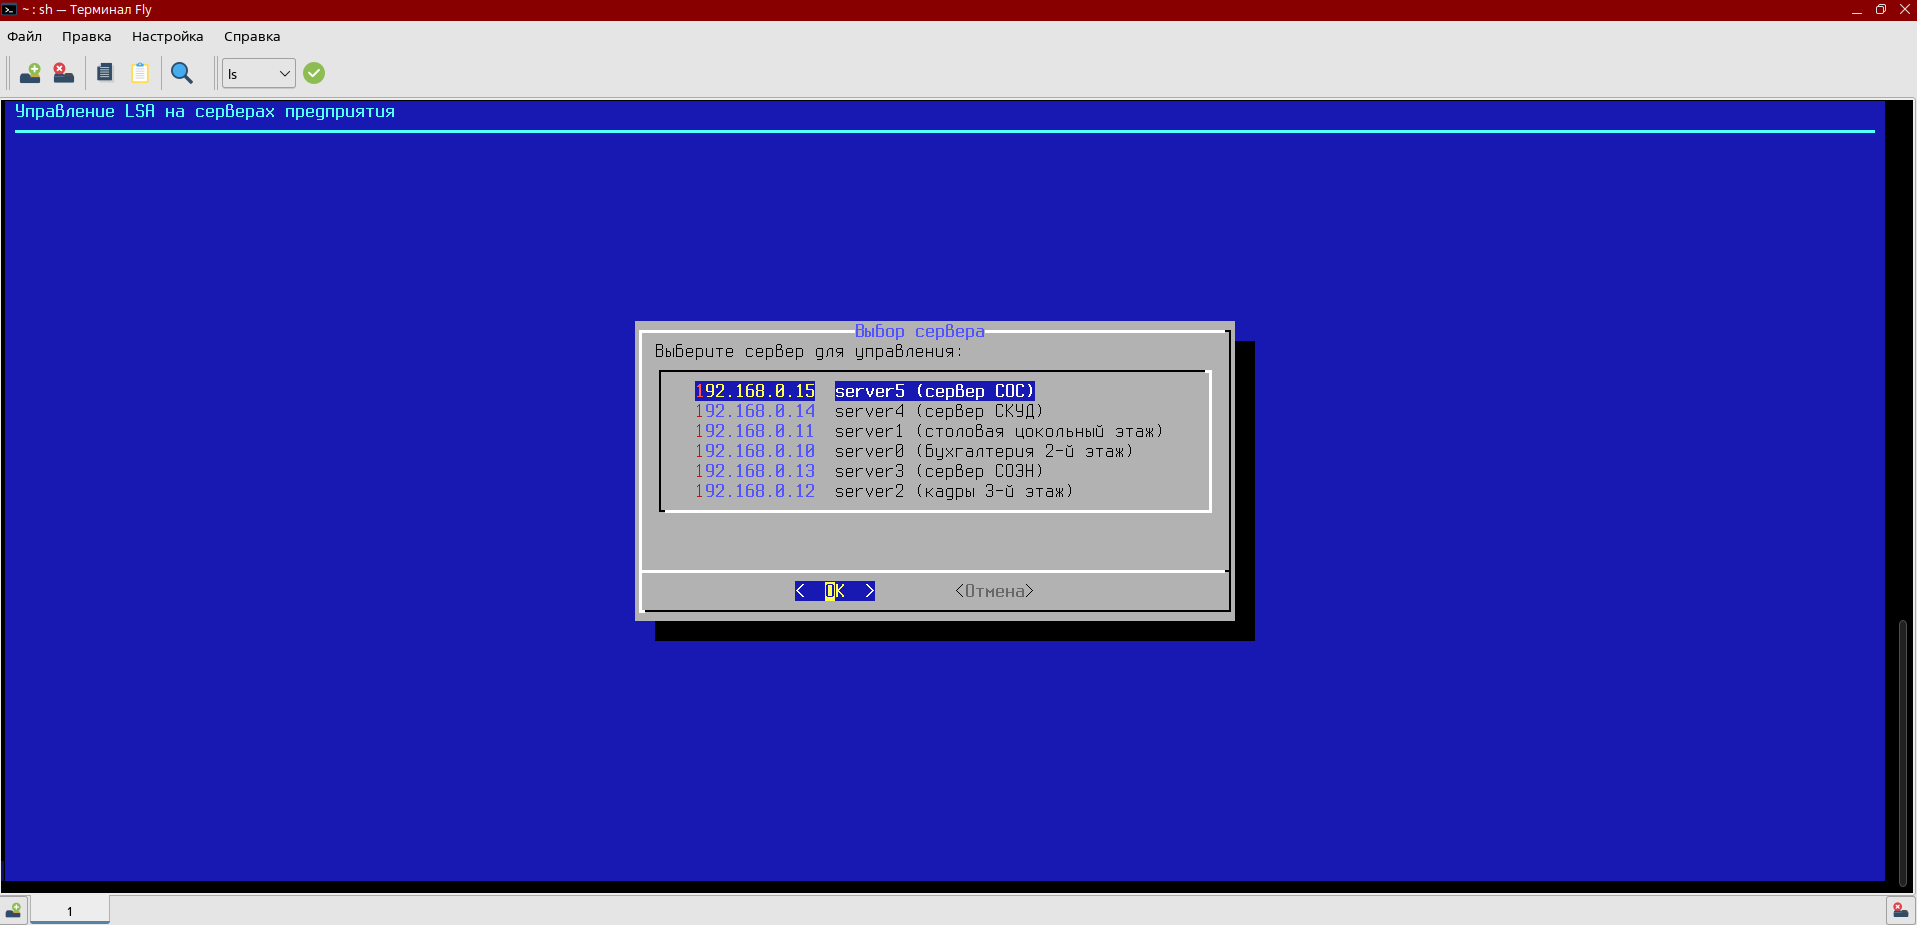 ~ : sh — Терминал Fly
Файл Правка Настройка Справка
ls
Управление LSA на серверах предприятия
Выбор сервера
Выберите сервер для управления:
192.168.0.15 server5 (сервер СОС)
192.168.0.14 server4 (сервер СКУД)
192.168.0.11 server1 (столовая цокольный этаж)
192.168.0.10 server0 (бухгалтерия 2-й этаж)
192.168.0.13 server3 (сервер СОЭН)
192.168.0.12 server2 (кадры 3-й этаж)
< OK > <Отмена>
1